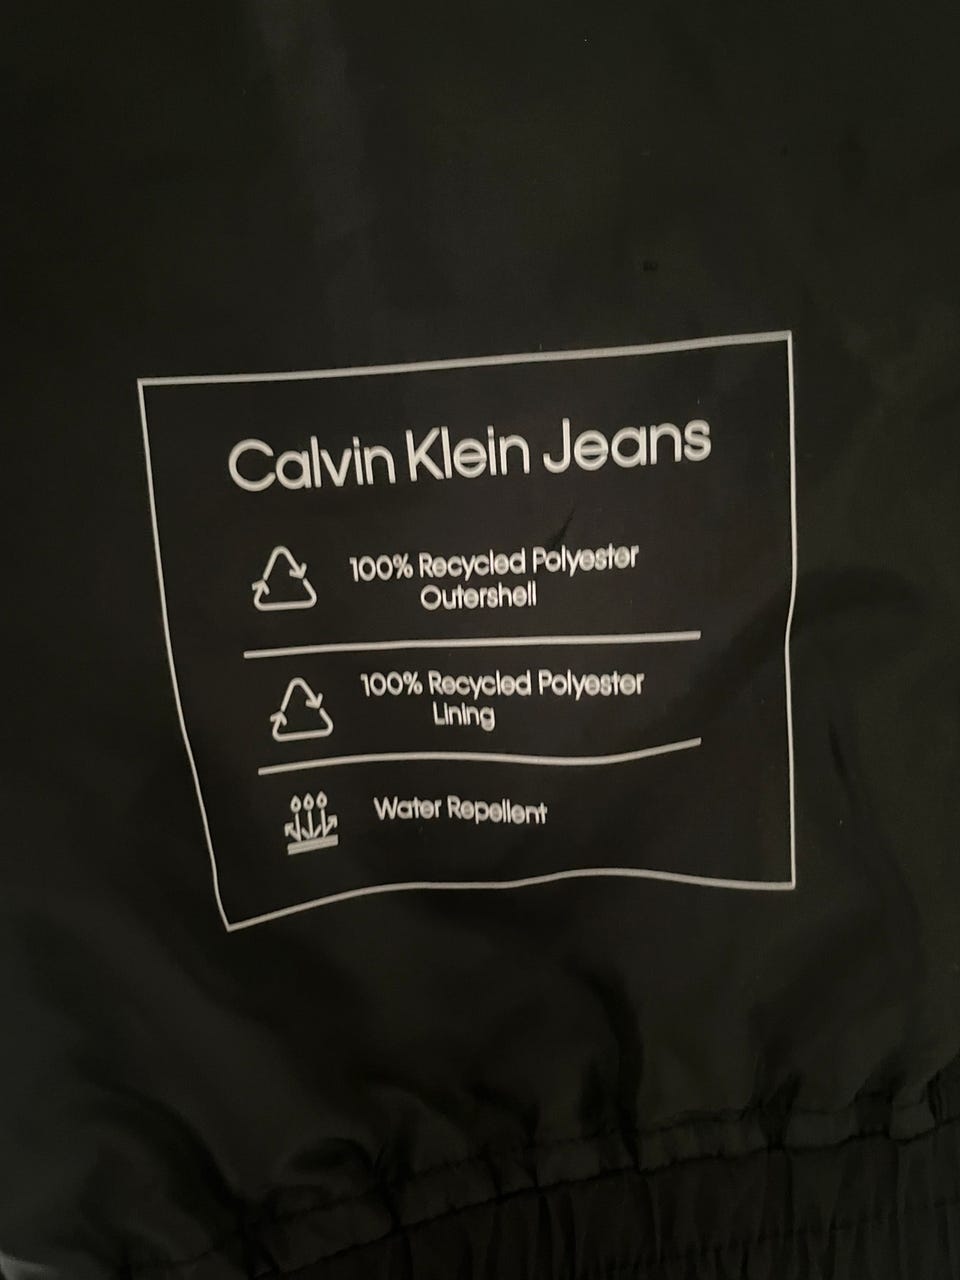 Calvin Klein Jeans
100% Recycled Polyester
Outershell
100% Recycled Polyester
Lining
Water Repellent